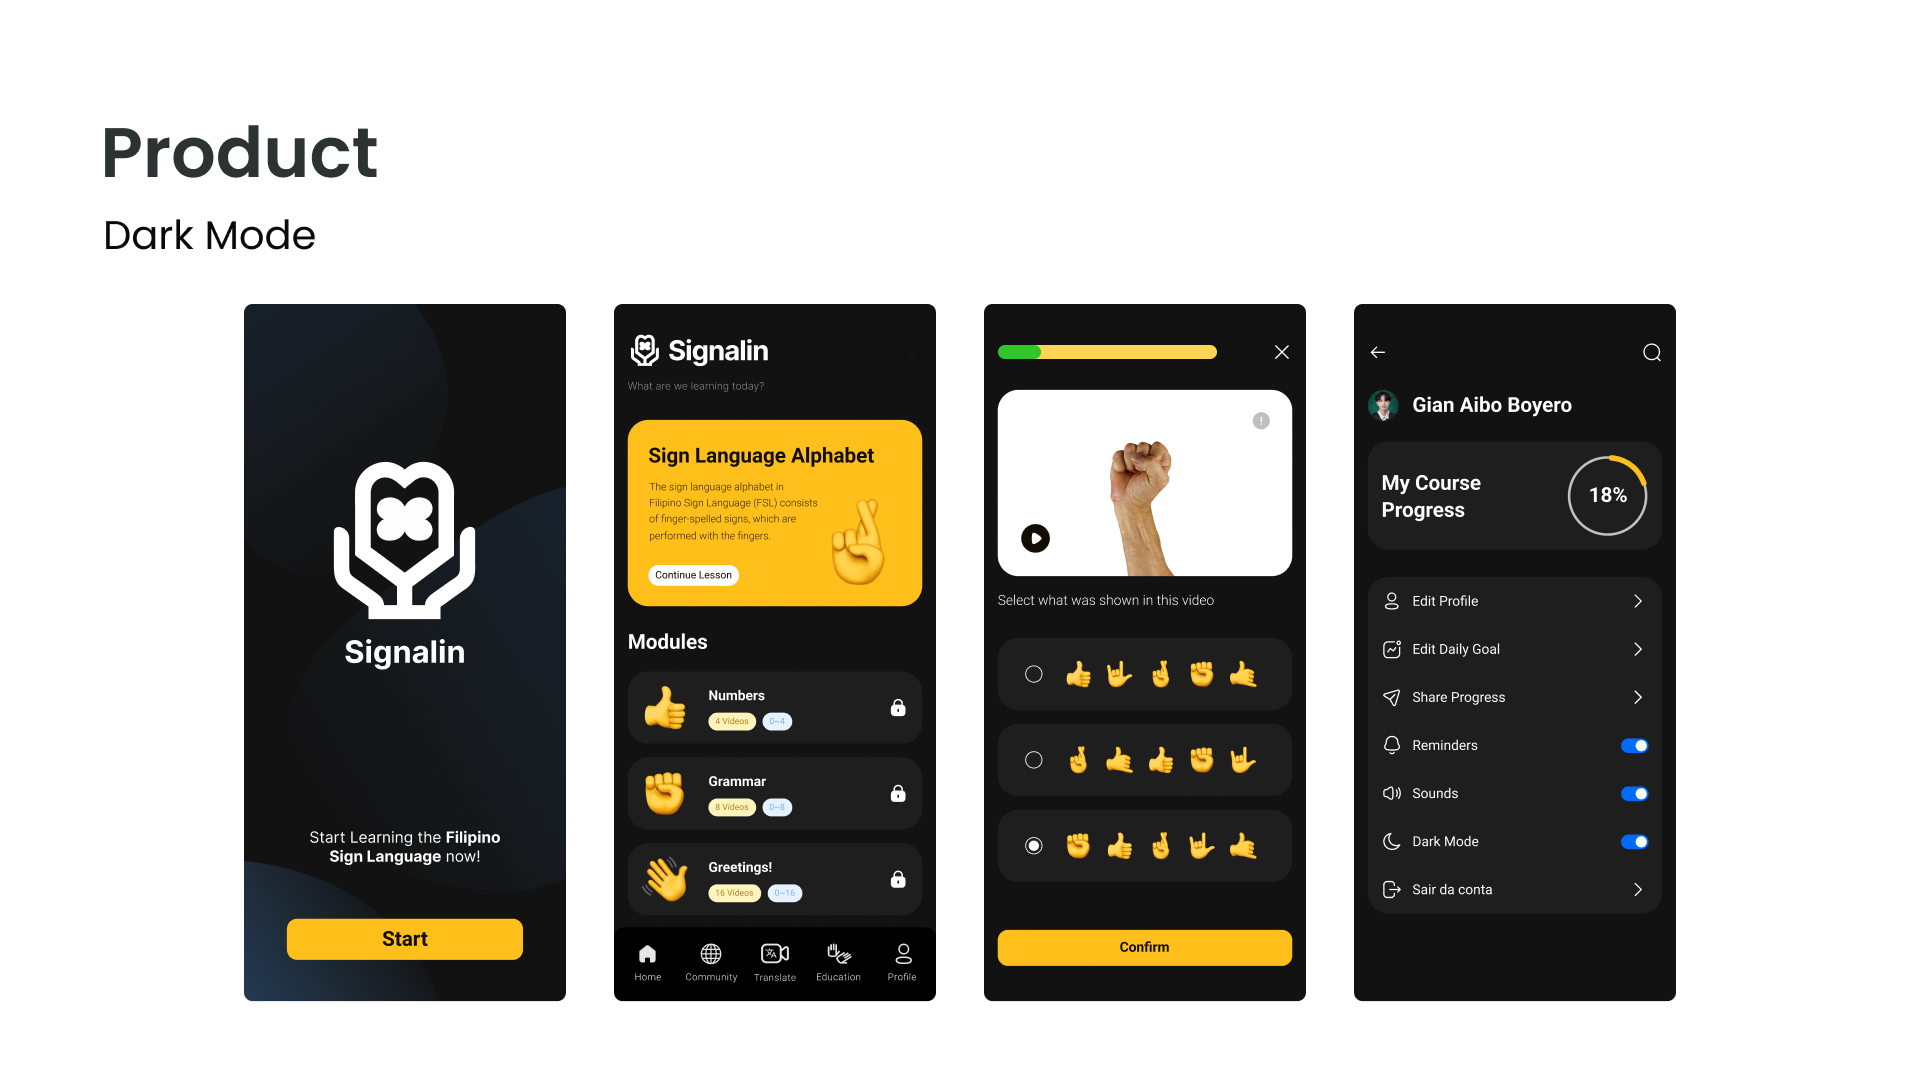 Product
Dark Mode
Signalin
Start Learning the Filipino
Sign Language now!
Start
Signalin
What are we learning today?
Sign Language Alphabet
The sign language alphabet in
Filipino Sign Language (FSL) consists
of finger-spelled signs, which are
performed with the fingers.
Continue Lesson
Modules
Numbers
4 Vídeos 0~4
Grammar
8 Vídeos 0~8
Greetings!
16 Vídeos 0~16
Home Community Translate Education Profile
Select what was shown in this video
Confirm
Gian Aibo Boyero
My Course
Progress
18%
Edit Profile
Edit Daily Goal
Share Progress
Reminders
Sounds
Dark Mode
Sair da conta